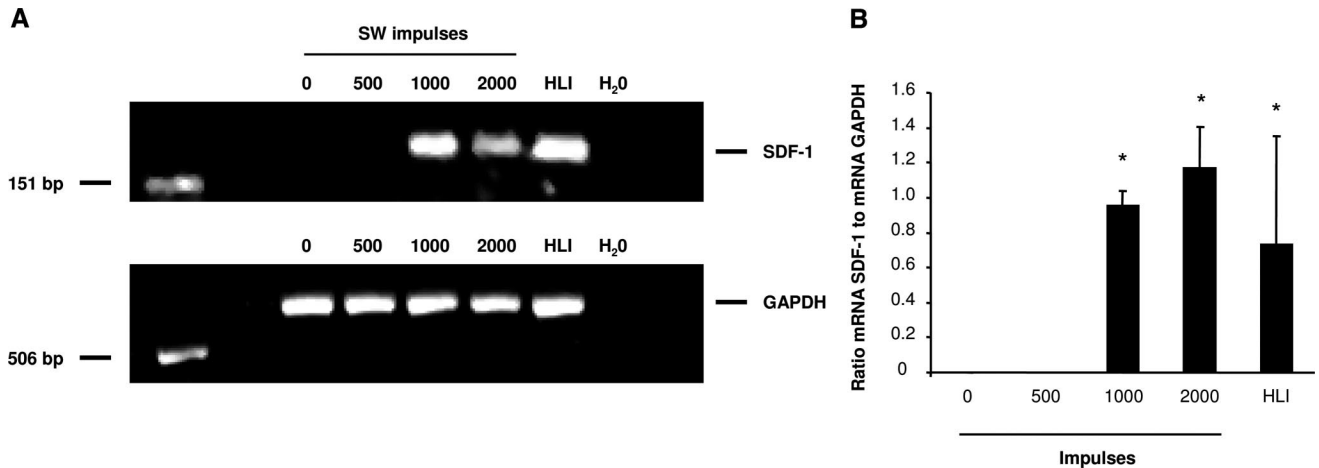 A
SW impulses
0 500 1000 2000 HLI H20
SDF-1
151 bp
0 500 1000 2000 HLI H20
GAPDH
506 bp
B
Ratio mRNA SDF-1 to mRNA GAPDH
1.6
1.4
1.2
1.0
0.8
0.6
0.4
0.2
0
* * *
0 500 1000 2000 HLI
Impulses